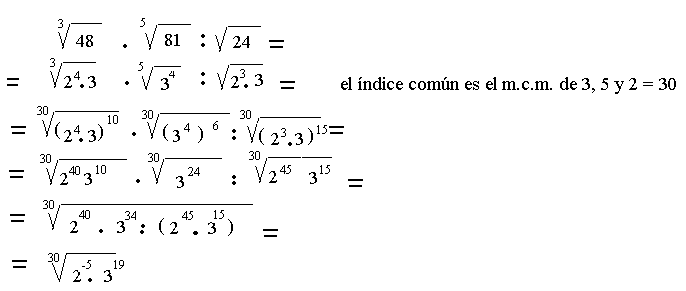 ∛48 . ⁵√81 : √24 =
= ∛2⁴.3 . ⁵√3⁴ : √2³.3 = el índice común es el m.c.m. de 3, 5 y 2 = 30
= ³⁰√(2⁴.3)¹⁰ . ³⁰√(3⁴)⁶ : ³⁰√(2³.3)¹⁵ =
= ³⁰√2⁴⁰3¹⁰ . ³⁰√3²⁴ : ³⁰√2⁴⁵ 3¹⁵ =
= ³⁰√2⁴⁰ . 3³⁴ : (2⁴⁵ . 3¹⁵) =
= ³⁰√2⁻⁵. 3¹⁹